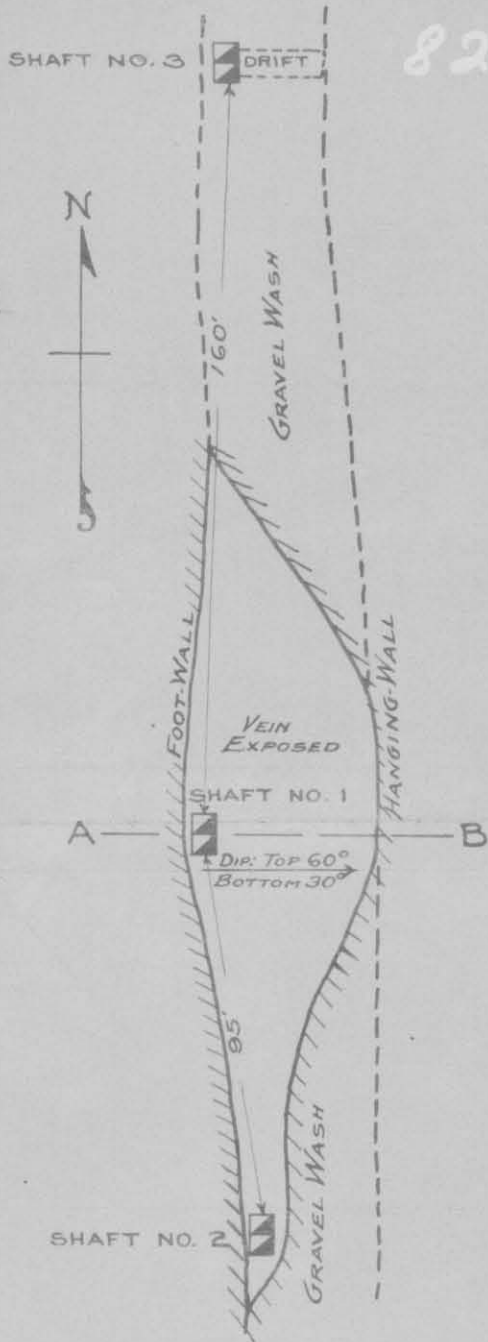 82
SHAFT NO. 3
DRIFT
N
160'
GRAVEL WASH
S
FOOT-WALL
HANGING-WALL
VEIN
EXPOSED
SHAFT NO. 1
A
B
DIP: TOP 60°
BOTTOM 30°
95'
GRAVEL WASH
SHAFT NO. 2